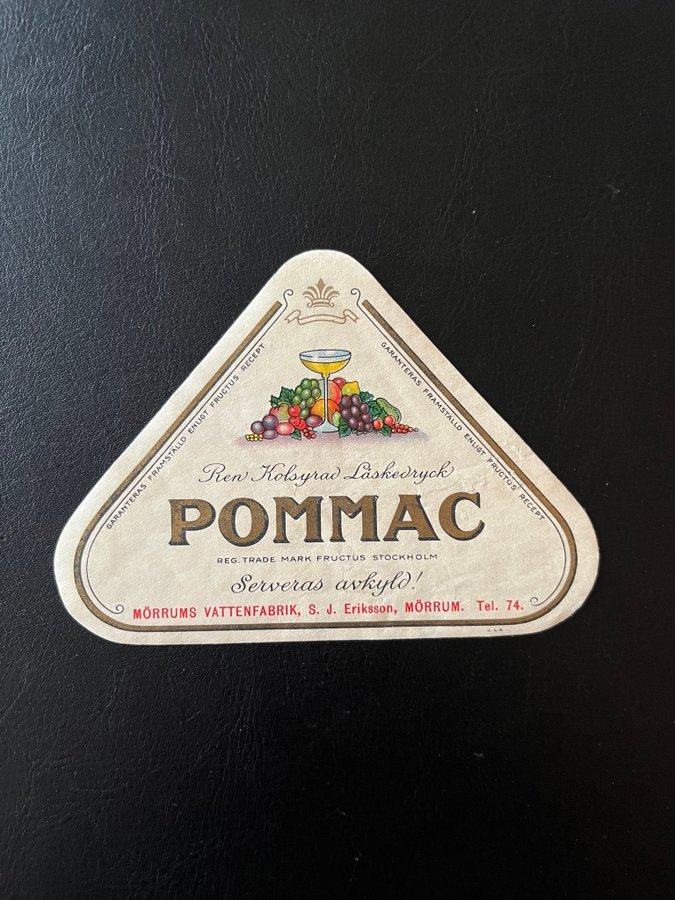 GARANTERAS FRAMSTÄLLD ENLIGT FRUCTUS RECEPT
GARANTERAS FRAMSTÄLLD ENLIGT FRUCTUS RECEPT
Ren Kolsyrad Läskedryck
POMMAC
REG. TRADE MARK FRUCTUS STOCKHOLM
Serveras avkyld!
MÖRRUMS VATTENFABRIK, S. J. Eriksson, MÖRRUM. Tel. 74.